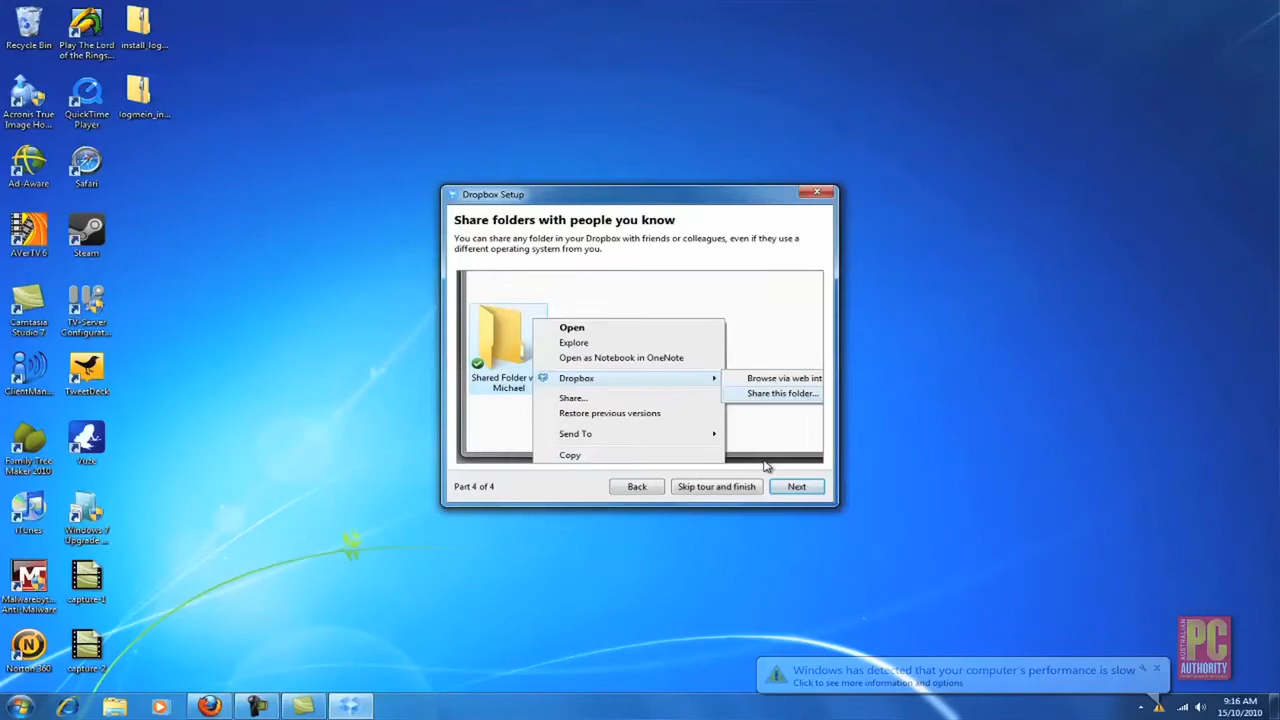 Recycle Bin
Play The Lord
of the Rings...
install_log...
Acronis True
Image Ho...
QuickTime
Player
logmein_in...
Ad-Aware
Safari
AVerTV 6
Steam
Camtasia
Studio 7
TV-Server
Configurat...
ClientMan...
TweetDeck
Family Tree
Maker 2010
Vuze
iTunes
Windows 7
Upgrade ...
Malwareby...
Anti-Malware
capture-1
Norton 360
capture-2
Dropbox Setup
Share folders with people you know
You can share any folder in your Dropbox with friends or colleagues, even if they use a
different operating system from you.
Shared Folder w
Michael
Open
Explore
Open as Notebook in OneNote
Dropbox
Share...
Restore previous versions
Send To
Copy
Browse via web int
Share this folder...
Part 4 of 4
Back
Skip tour and finish
Next
AUSTRALIAN
PC
AUTHORITY
Windows has detected that your computer's performance is slow
Click to see more information and options
9:16 AM
15/10/2010